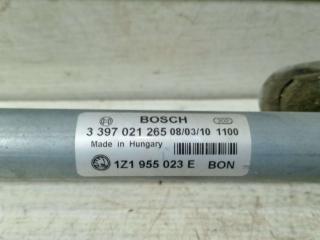 BOSCH
3 397 021 265 08/03/10 1100
Made in Hungary
1Z1 955 023 E BON